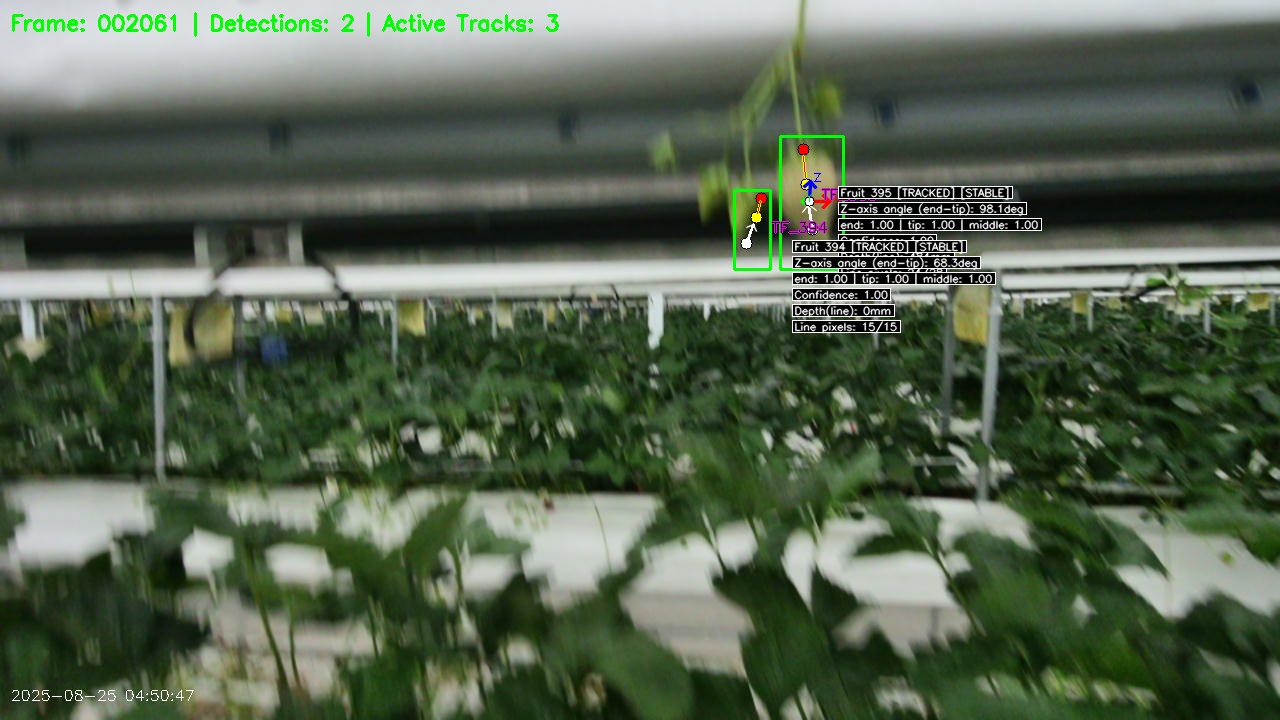 Frame: 002061 | Detections: 2 | Active Tracks: 3
Z
Fruit 395 [TRACKED] [STABLE]
Z-axis angle (end-tip): 98.1deg
end: 1.00 | tip: 1.00 | middle: 1.00
TF_394
Fruit 394 [TRACKED] [STABLE]
Z-axis angle (end-tip): 68.3deg
end: 1.00 | tip: 1.00 | middle: 1.00
Confidence: 1.00
Depth(line): 0mm
Line pixels: 15/15
2025-08-25 04:50:47